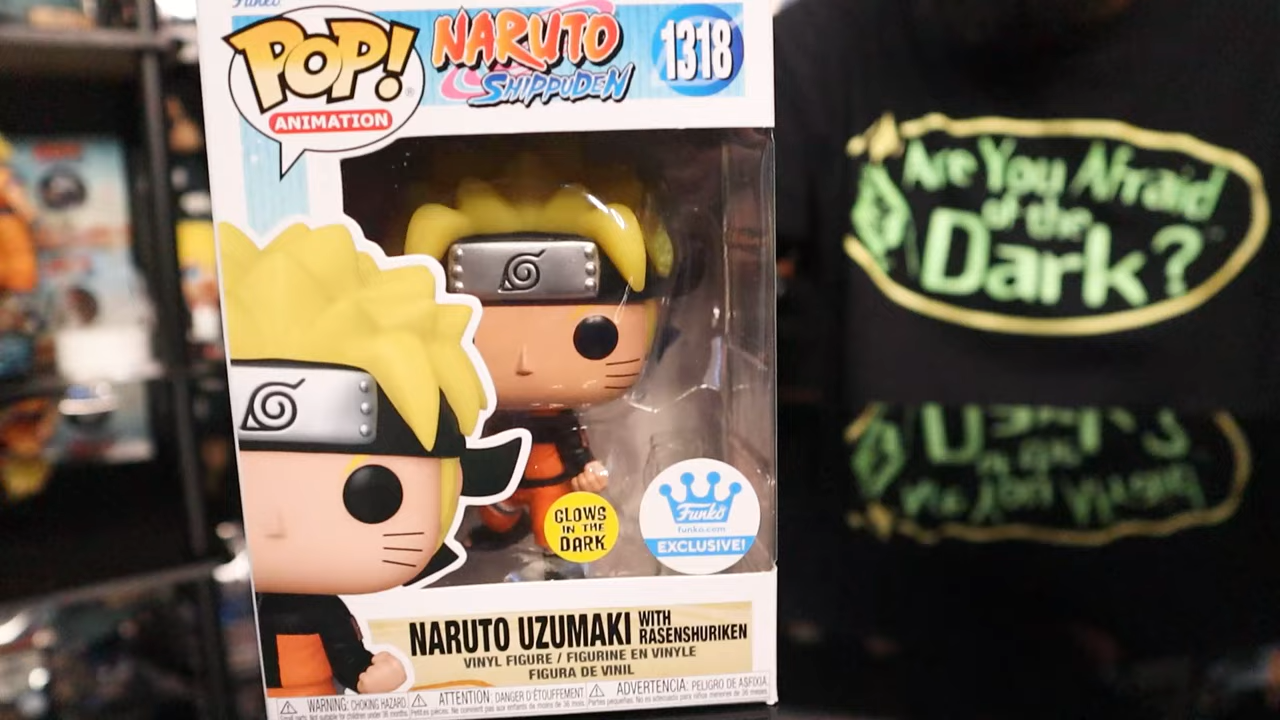 Funko
POP!
ANIMATION
NARUTO
SHIPPUDEN
1318
GLOWS
IN THE
DARK
Funko
funko.com
EXCLUSIVE!
NARUTO UZUMAKI WITH RASENSHURIKEN
VINYL FIGURE / FIGURINE EN VINYLE
FIGURA DE VINIL
WARNING: CHOKING HAZARD.
ATTENTION: DANGER D'ÉTOUFFEMENT
ADVERTENCIA: PELIGRO DE ASFIXIA.
Are You Afraid
of the
Dark?